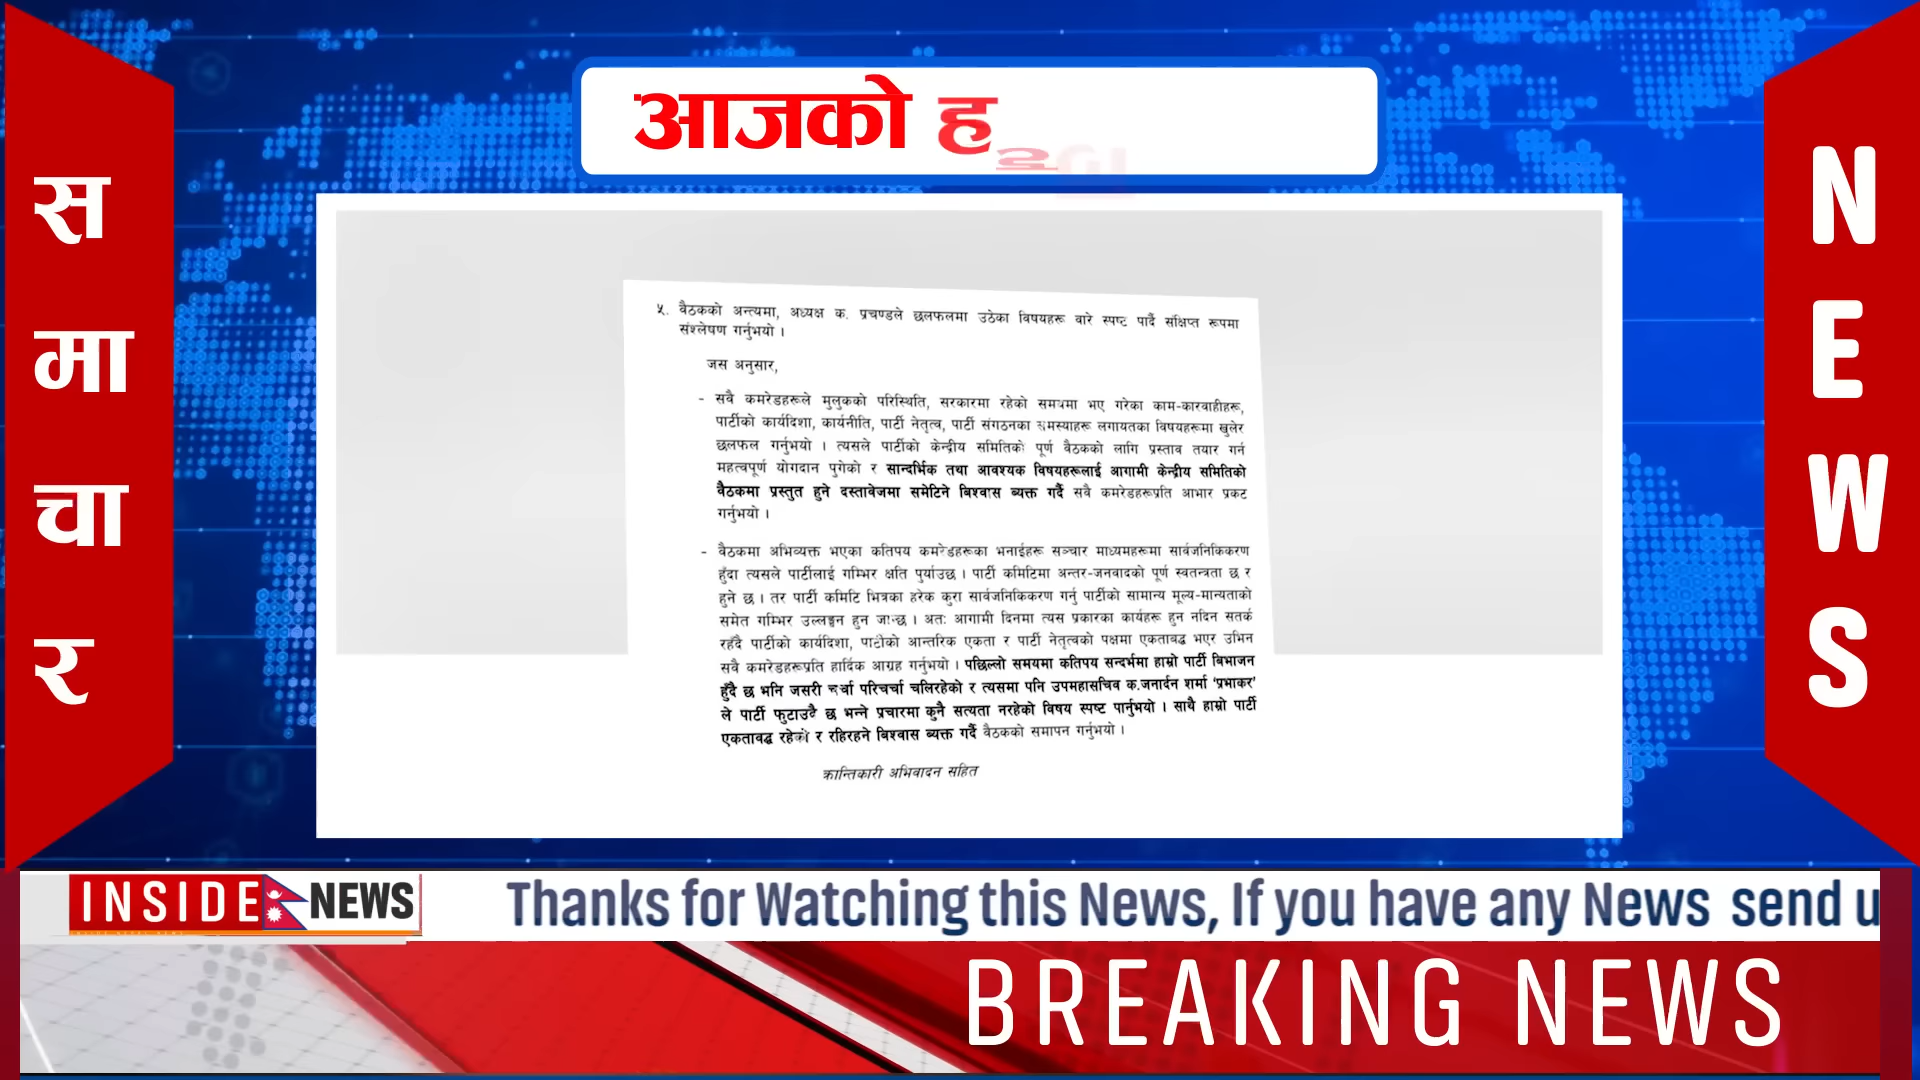 आजको ह
स
मा
चा
र
N
E
W
S
५. वैठकको अन्त्यमा, अध्यक्ष क. प्रचण्डले छलफलमा उठेका विषयहरू बारे स्पष्ट पार्दै संक्षिप्त रूपमा
संश्लेषण गर्नुभयो ।
जस अनुसार,
- सवै कमरेडहरूले मुलुकको परिस्थिति, सरकारमा रहेको समयमा भए गरेका काम-कारवाहीहरू,
पार्टीको कार्यदिशा, कार्यनीति, पार्टी नेतृत्व, पार्टी संगठनका समस्याहरू लगायतका विषयहरूमा खुलेर
छलफल गर्नुभयो । त्यसले पार्टीको केन्द्रीय समितिको पूर्ण वैठकको लागि प्रस्ताव तयार गर्न
महत्वपूर्ण योगदान पुगेको र सान्दर्भिक तथा आवश्यक विषयहरूलाई आगामी केन्द्रीय समितिको
वैठकमा प्रस्तुत हुने दस्तावेजमा समेटिने बिश्वास ब्यक्त गर्दै सवै कमरेडहरूप्रति आभार प्रकट
गर्नुभयो ।
- वैठकमा अभिव्यक्त भएका कतिपय कमरेडहरूका भनाईहरू सञ्चार माध्यमहरूमा सार्वजनिकिकरण
हुँदा त्यसले पार्टीलाई गम्भिर क्षति पुर्याउछ । पार्टी कमिटिमा अन्तर-जनवादको पूर्ण स्वतन्त्रता छ र
हुने छ । तर पार्टी कमिटि भित्रका हरेक कुरा सार्वजनिकिकरण गर्नु पार्टीको सामान्य मूल्य-मान्यताको
समेत गम्भिर उल्लङ्घन हुन जान्छ । अतः आगामी दिनमा त्यस प्रकारका कार्यहरू हुन नदिन सतर्क
रहँदै पार्टीको कार्यदिशा, पार्टीको आन्तरिक एकता र पार्टी नेतृत्वको पक्षमा एकतावद्ध भएर उभिन
सवै कमरेडहरूप्रति हार्दिक आग्रह गर्नुभयो । पछिल्लो समयमा कतिपय सन्दर्भमा हाम्रो पार्टी बिभाजन
हुँदै छ भनि जसरी चर्चा परिचर्चा चलिरहेको र त्यसमा पनि उपमहासचिव क.जनार्दन शर्मा 'प्रभाकर'
ले पार्टी फुटाउदै छ भन्ने प्रचारमा कुनै सत्यता नरहेको विषय स्पष्ट पार्नुभयो । साथै हाम्रो पार्टी
एकतावद्ध रहेको र रहिरहने बिश्वास ब्यक्त गर्दै वैठकको समापन गर्नुभयो ।
क्रान्तिकारी अभिवादन सहित
INSIDE NEWS
Thanks for Watching this News, If you have any News send u
BREAKING NEWS